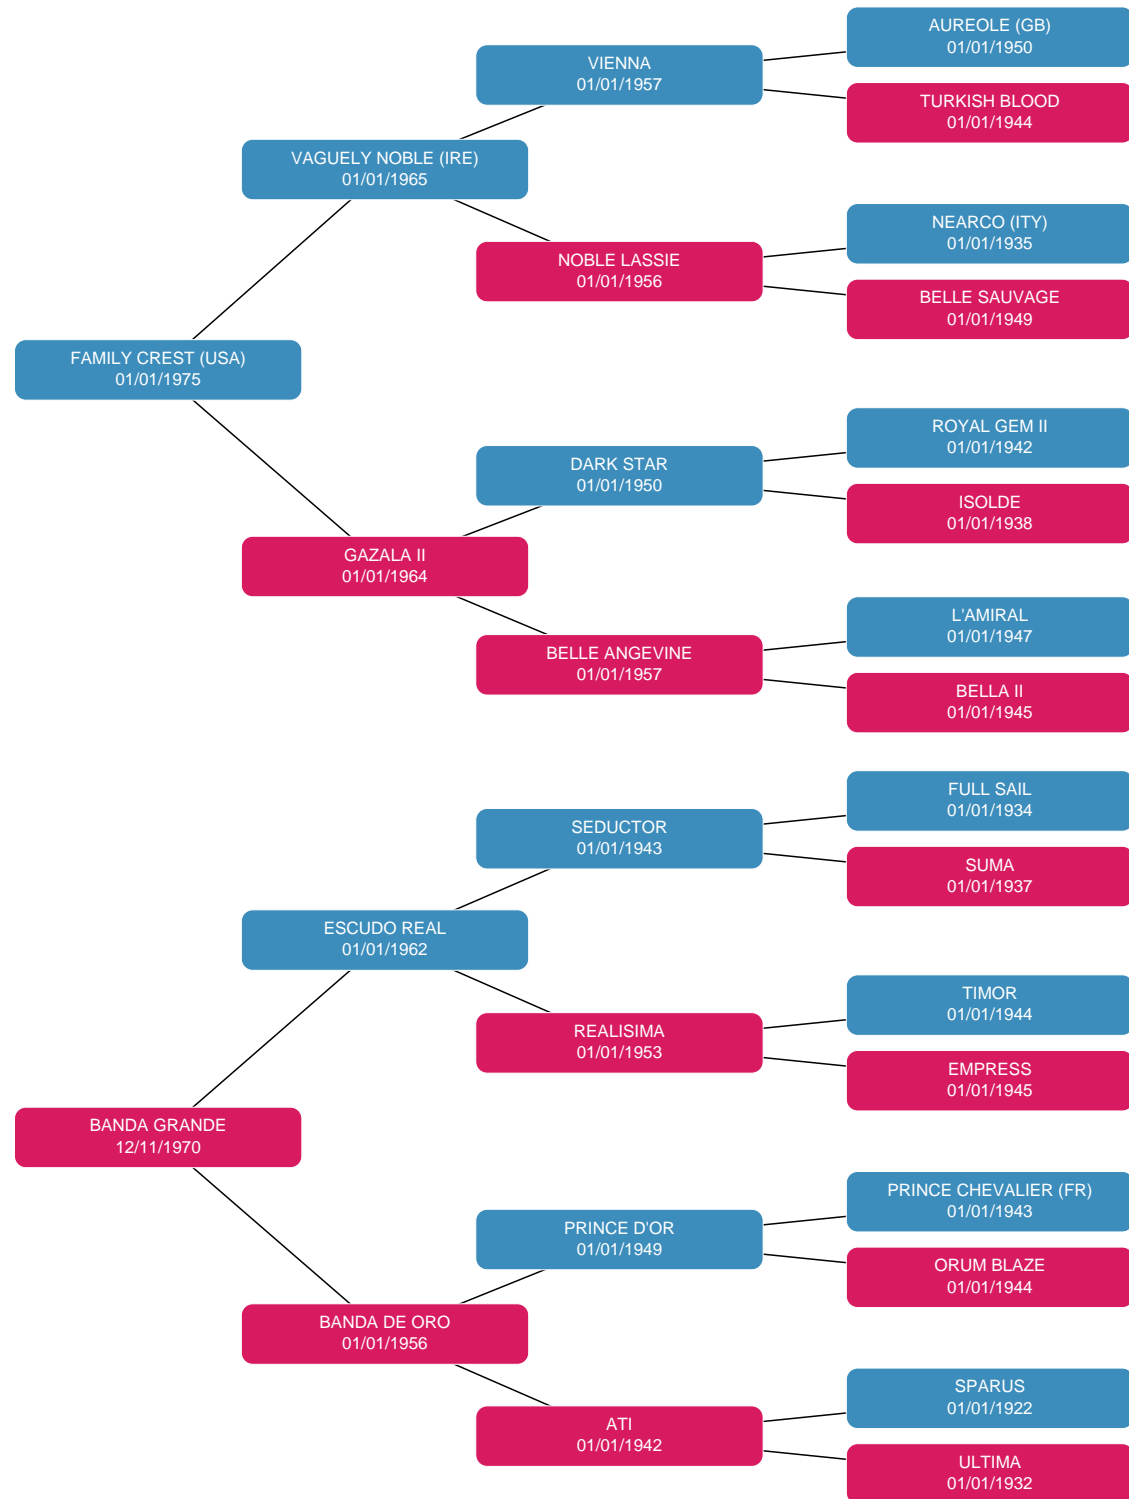 AUREOLE (GB)
01/01/1950
VIENNA
01/01/1957
TURKISH BLOOD
01/01/1944
VAGUELY NOBLE (IRE)
01/01/1965
NEARCO (ITY)
01/01/1935
NOBLE LASSIE
01/01/1956
BELLE SAUVAGE
01/01/1949
FAMILY CREST (USA)
01/01/1975
ROYAL GEM II
01/01/1942
DARK STAR
01/01/1950
ISOLDE
01/01/1938
GAZALA II
01/01/1964
L'AMIRAL
01/01/1947
BELLE ANGEVINE
01/01/1957
BELLA II
01/01/1945
FULL SAIL
01/01/1934
SEDUCTOR
01/01/1943
SUMA
01/01/1937
ESCUDO REAL
01/01/1962
TIMOR
01/01/1944
REALISIMA
01/01/1953
EMPRESS
01/01/1945
BANDA GRANDE
12/11/1970
PRINCE CHEVALIER (FR)
01/01/1943
PRINCE D'OR
01/01/1949
ORUM BLAZE
01/01/1944
BANDA DE ORO
01/01/1956
SPARUS
01/01/1922
ATI
01/01/1942
ULTIMA
01/01/1932